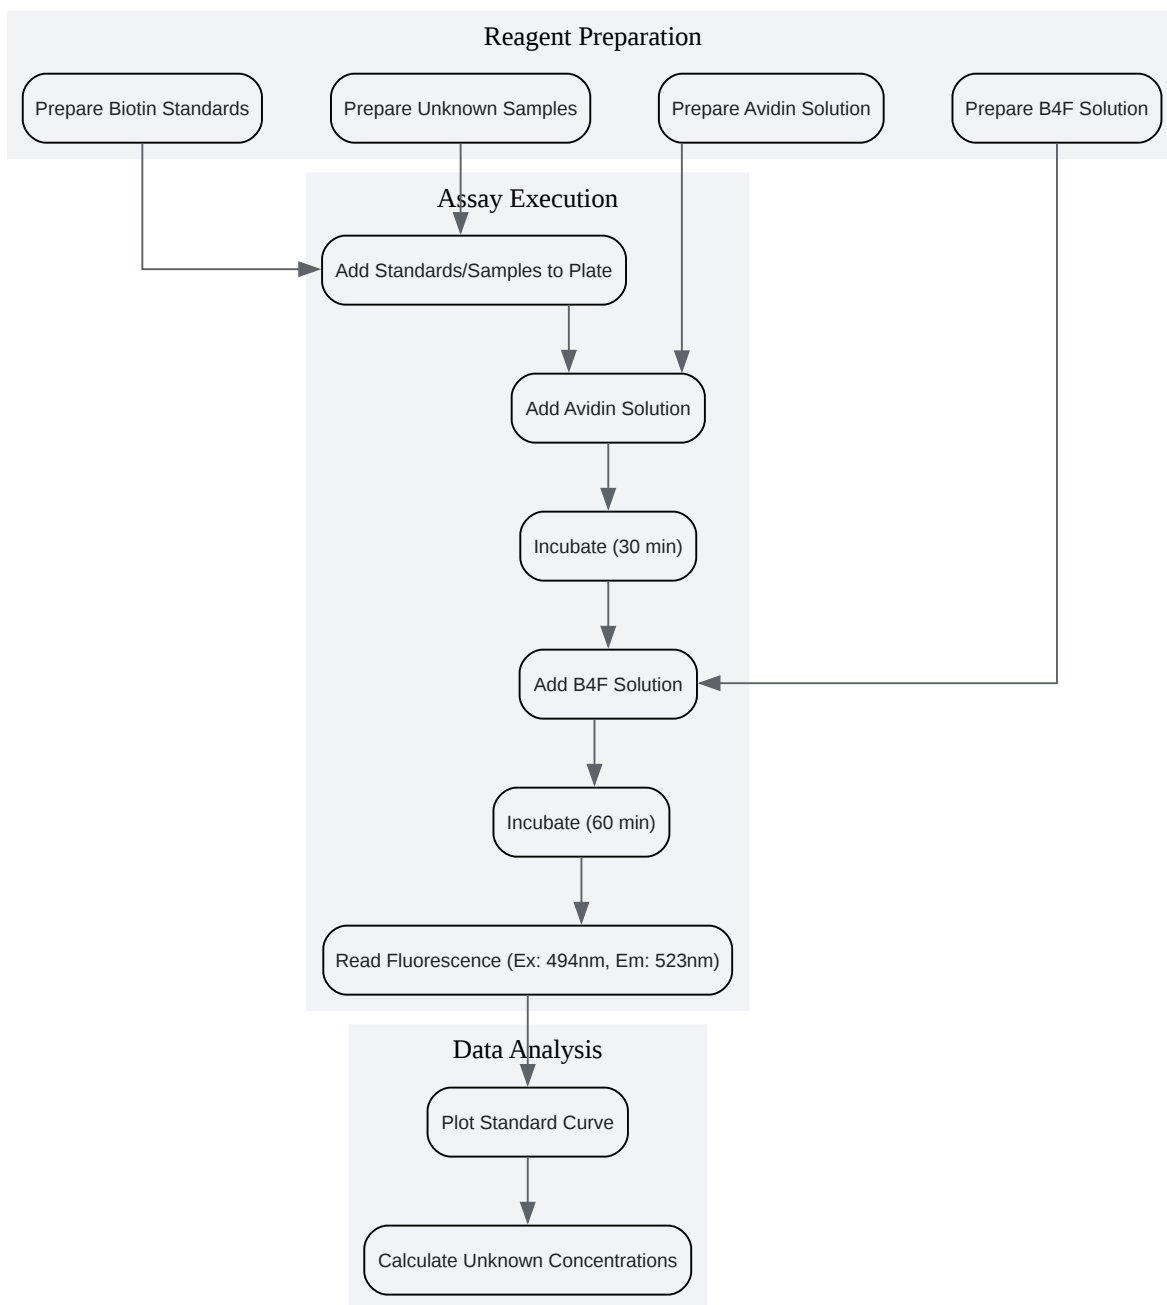 Reagent Preparation
Prepare Biotin Standards
Prepare Unknown Samples
Prepare Avidin Solution
Prepare B4F Solution
Assay Execution
Add Standards/Samples to Plate
Add Avidin Solution
Incubate (30 min)
Add B4F Solution
Incubate (60 min)
Read Fluorescence (Ex: 494nm, Em: 523nm)
Data Analysis
Plot Standard Curve
Calculate Unknown Concentrations